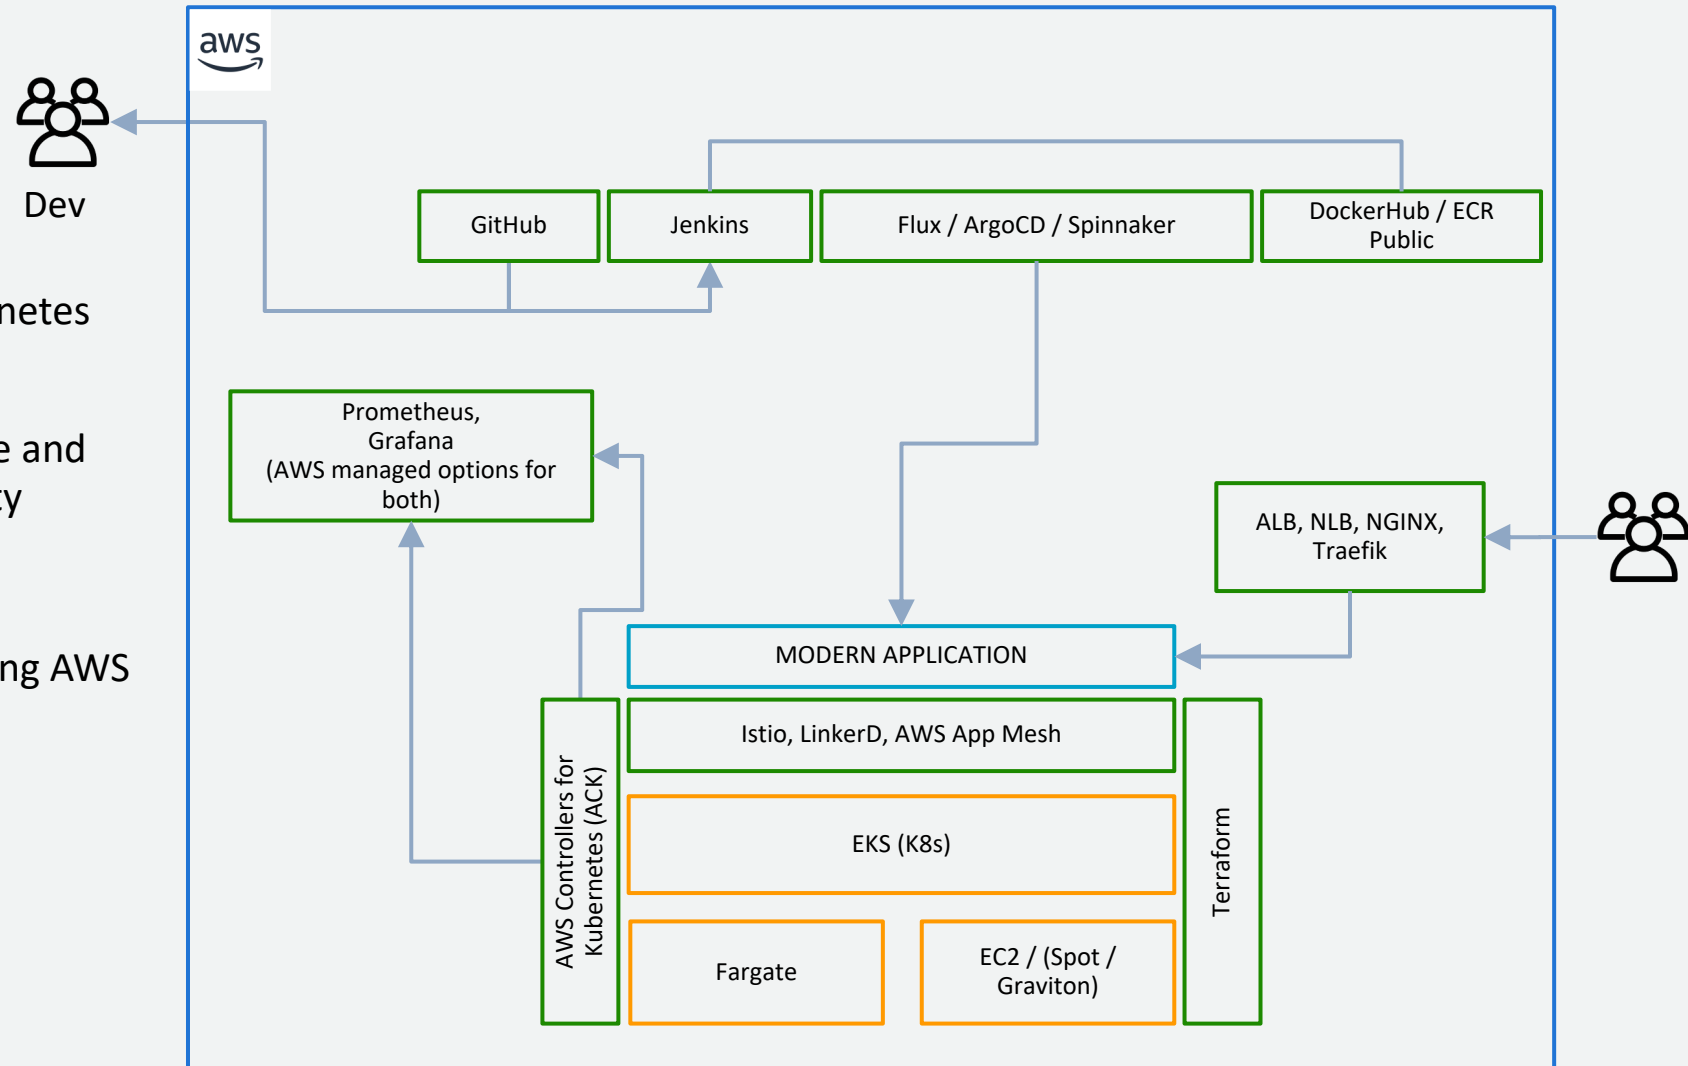 aws
Dev
GitHub
Jenkins
Flux / ArgoCD / Spinnaker
DockerHub / ECR
Public
netes
e and
ty
ng AWS
Prometheus,
Grafana
(AWS managed options for
both)
ALB, NLB, NGINX,
Traefik
MODERN APPLICATION
Istio, LinkerD, AWS App Mesh
AWS Controllers for
Kubernetes (ACK)
EKS (K8s)
Terraform
Fargate
EC2 / (Spot /
Graviton)